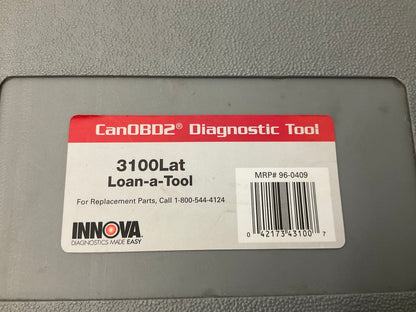 CanOBD2® Diagnostic Tool
3100Lat
Loan-a-Tool
For Replacement Parts, Call 1-800-544-4124
INNOVA
DIAGNOSTICS MADE EASY
MRP# 96-0409
0 42173 43100 7